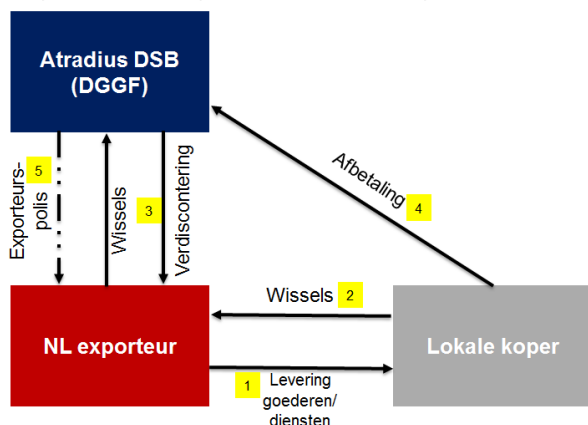 Atradius DSB
(DGGF)
Exporteurs-
polis
5
Wissels
3
Verdiscontering
Afbetaling
4
Wissels
2
NL exporteur
Lokale koper
1
Levering
goederen/
diensten